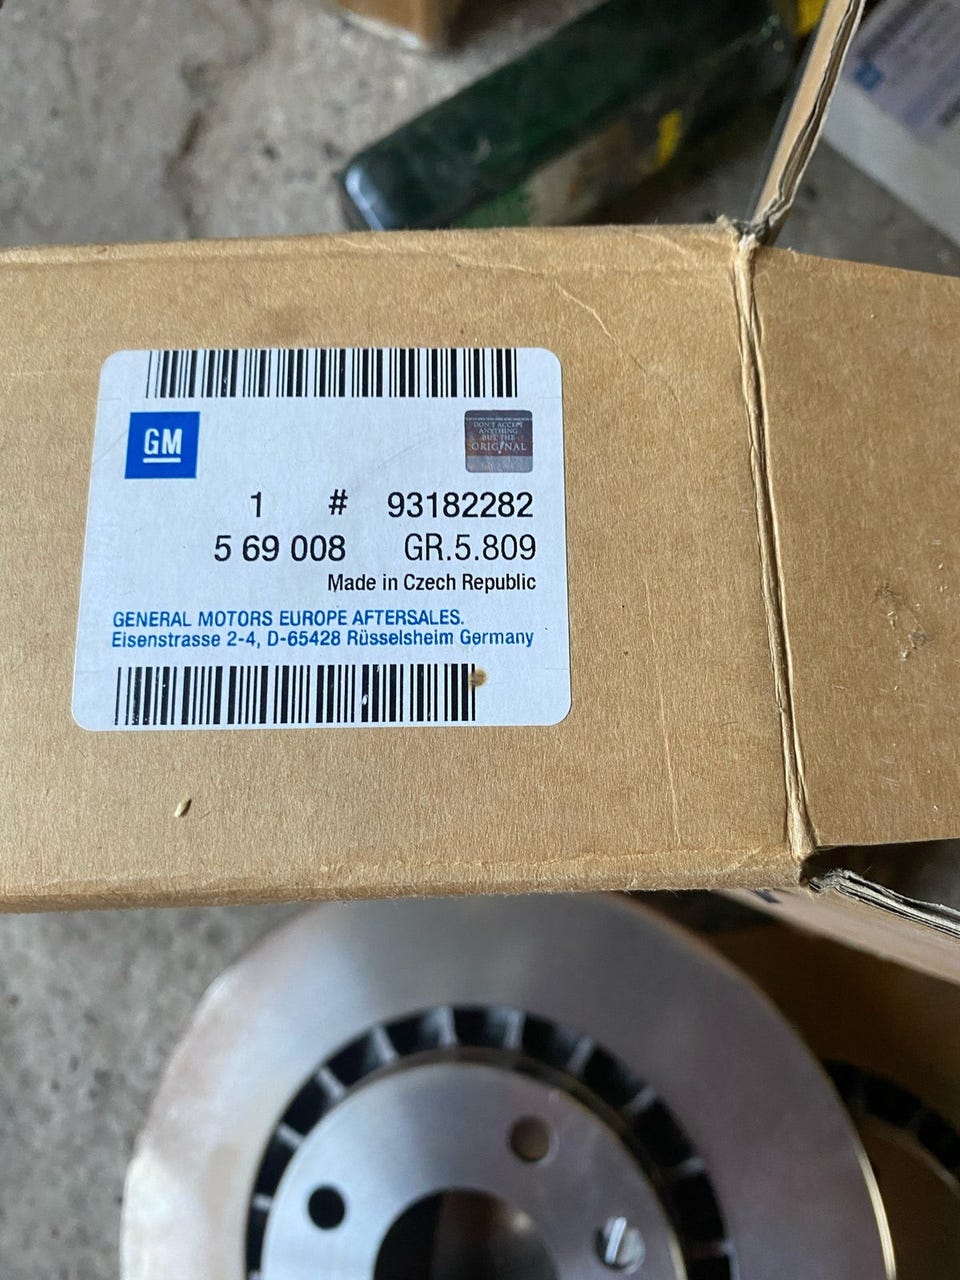 GM
DON'T ACCEPT
ANYTHING
BUT THE
ORIGINAL
1 # 93182282
5 69 008 GR.5.809
Made in Czech Republic
GENERAL MOTORS EUROPE AFTERSALES.
Eisenstrasse 2-4, D-65428 Rüsselsheim Germany